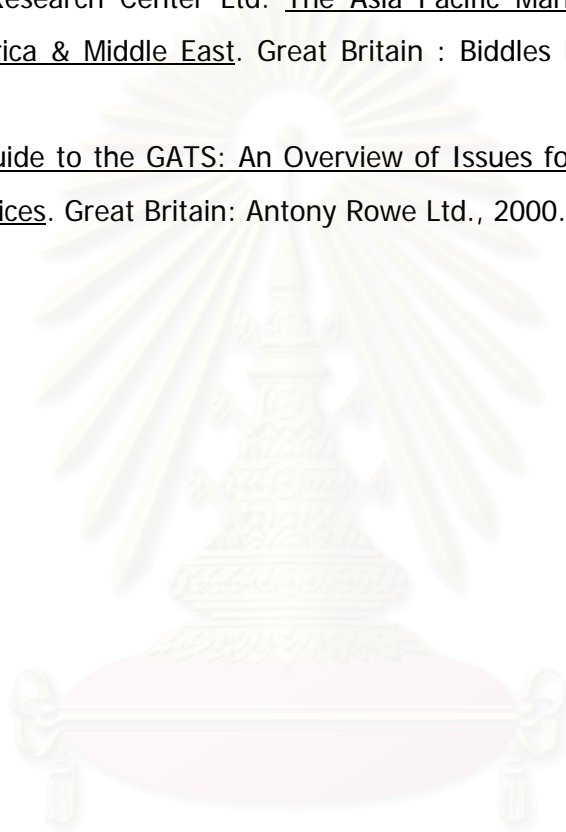 Research Center Ltd. The Asia Pacific Mar
rica & Middle East. Great Britain : Biddles
uide to the GATS: An Overview of Issues fo
ices. Great Britain: Antony Rowe Ltd., 2000.